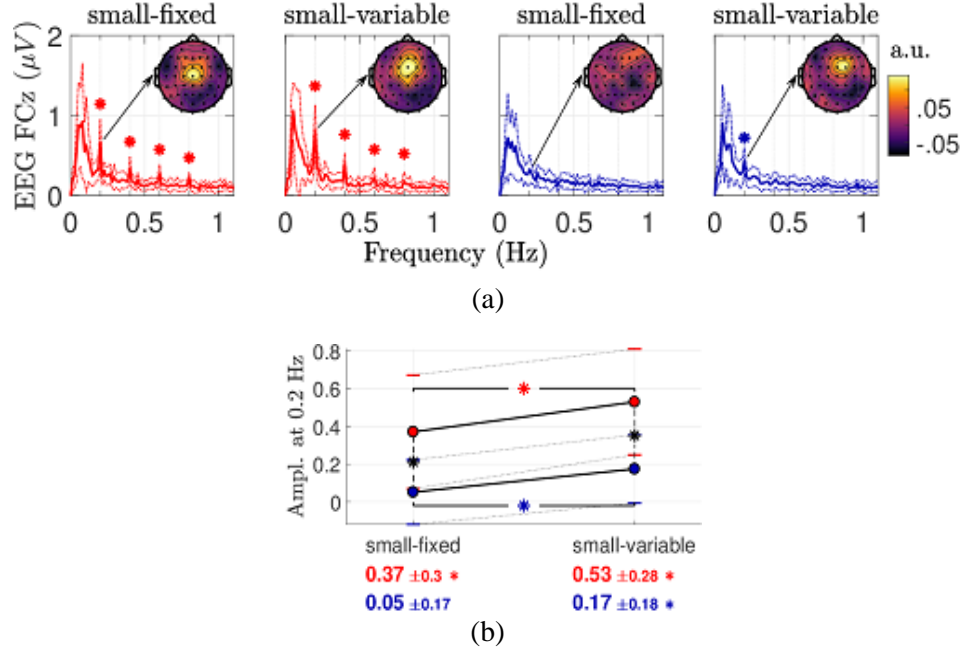 small-fixed small-variable small-fixed small-variable
EEG FCz (μV)
2
1
0
* * * *
* * * *
*
a.u.
.05
-.05
0 0.5 1 0 0.5 1 0 0.5 1 0 0.5 1
Frequency (Hz)
(a)
Ampl. at 0.2 Hz
0.8
0.6
0.4
0.2
0
*
* *
*
small-fixed small-variable
0.37 ±0.3 * 0.53 ±0.28 *
0.05 ±0.17 0.17 ±0.18 *
(b)